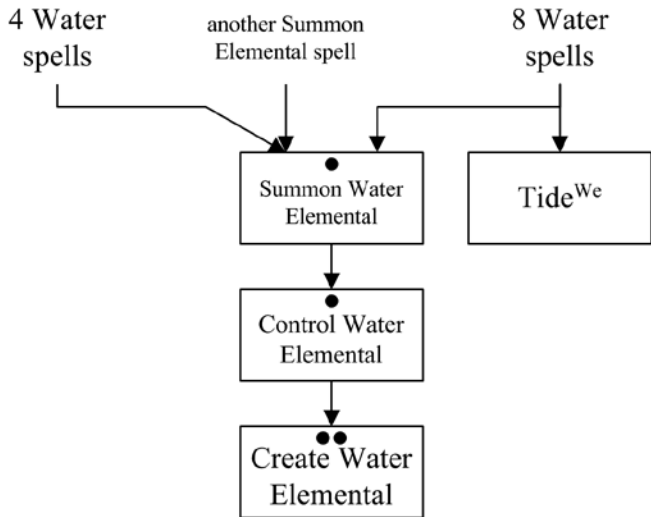 4 Water
spells
another Summon
Elemental spell
8 Water
spells
Summon Water
Elemental
Tide^We
Control Water
Elemental
Create Water
Elemental